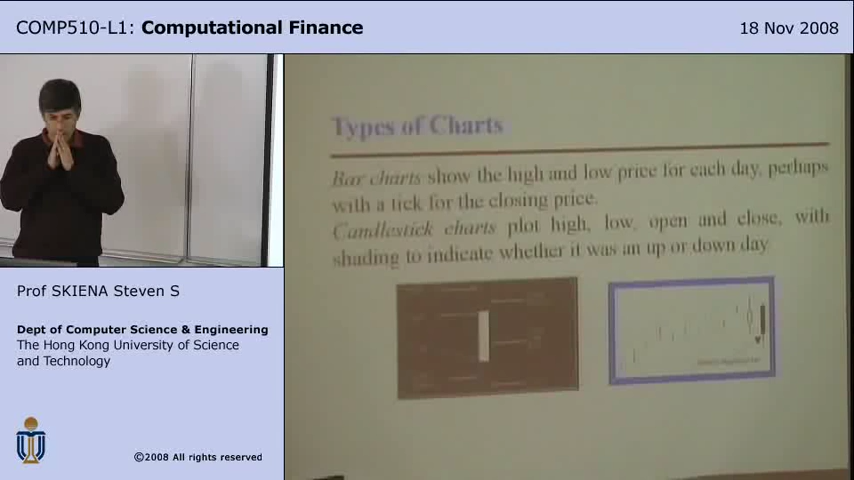 COMP510-L1: Computational Finance
18 Nov 2008
Types of Charts
Bar charts show the high and low price for each day, perhaps
with a tick for the closing price.
Candlestick charts plot high, low, open and close, with
shading to indicate whether it was an up or down day
Prof SKIENA Steven S
Dept of Computer Science & Engineering
The Hong Kong University of Science
and Technology
©2008 All rights reserved